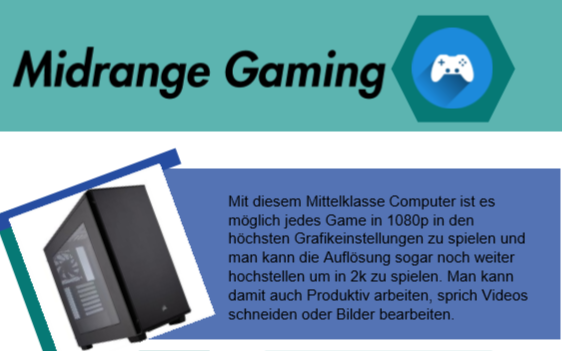 Midrange Gaming
Mit diesem Mittelklasse Computer ist es
möglich jedes Game in 1080p in den
höchsten Grafikeinstellungen zu spielen und
man kann die Auflösung sogar noch weiter
hochstellen um in 2k zu spielen. Man kann
damit auch Produktiv arbeiten, sprich Videos
schneiden oder Bilder bearbeiten.